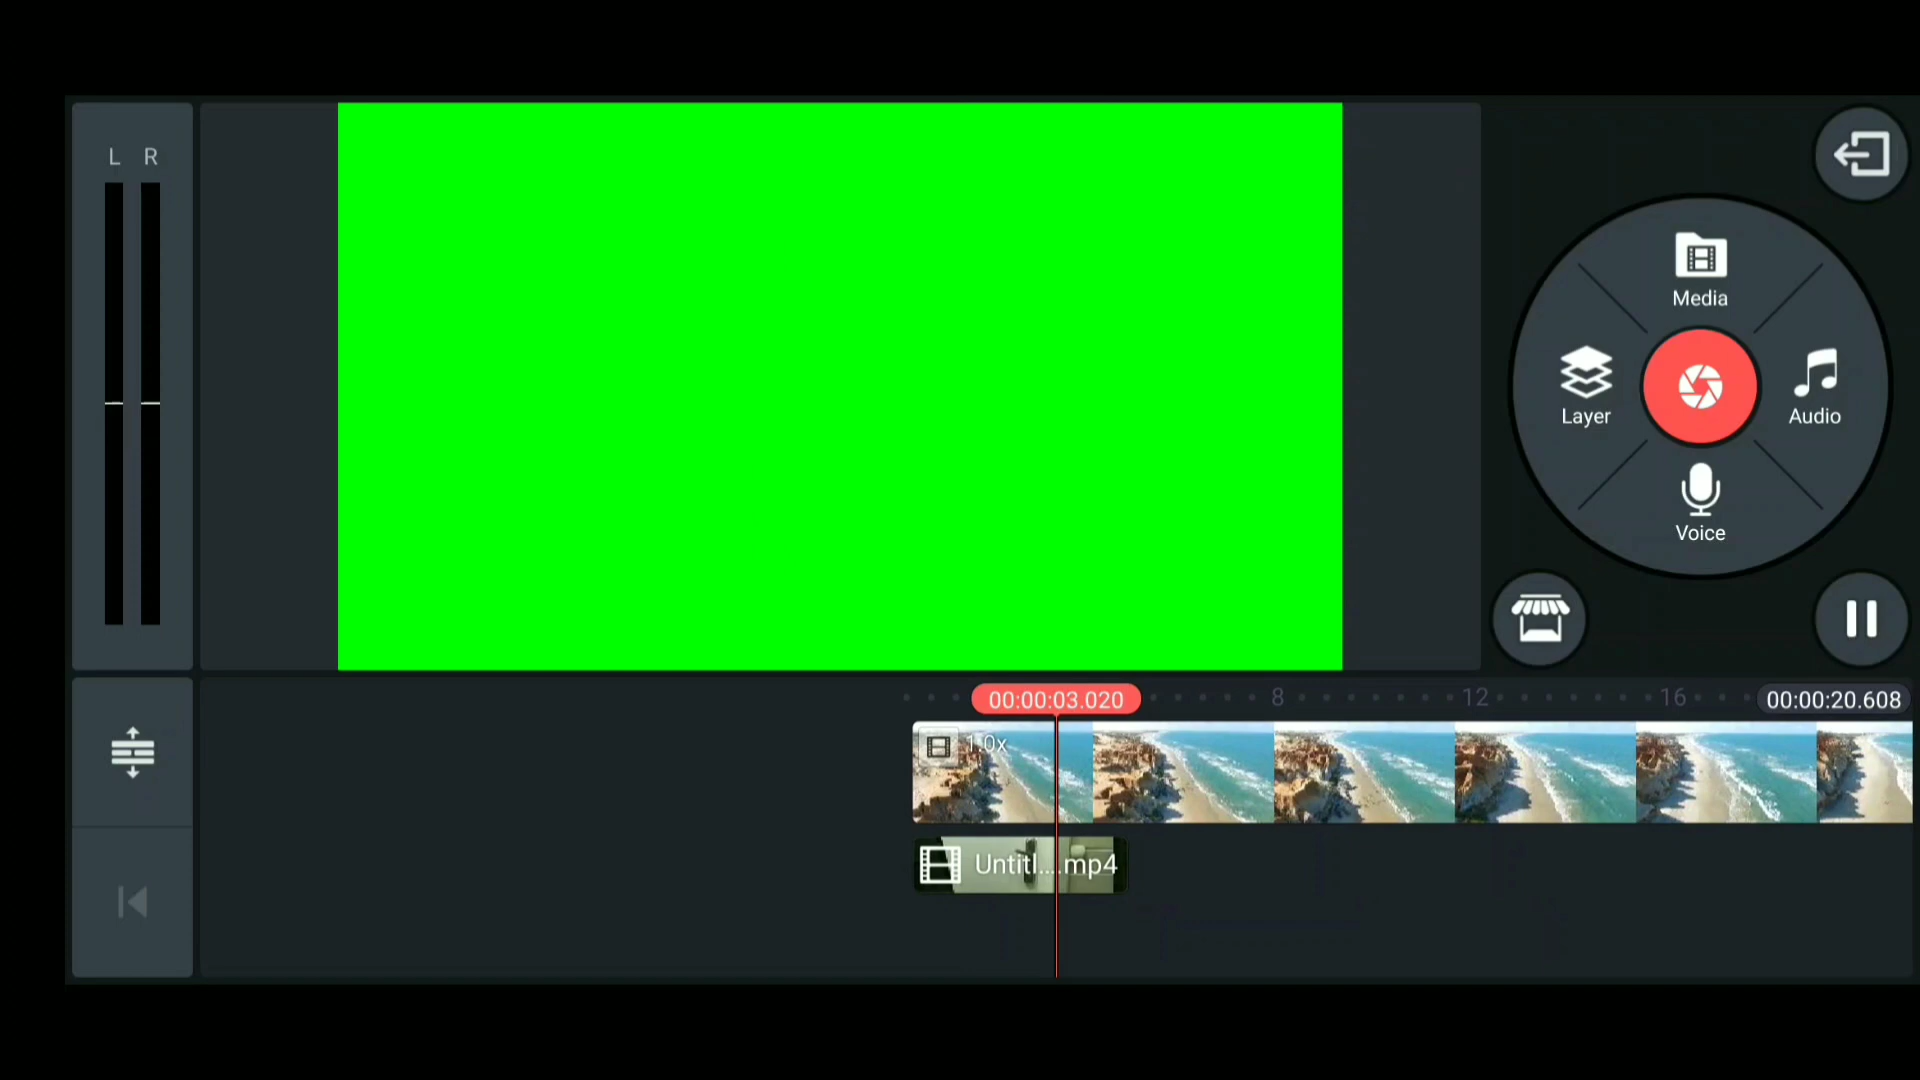 L R
Media
Layer
Audio
Voice
00:00:03.020
8
12
16
00:00:20.608
1.0x
Untitl....mp4